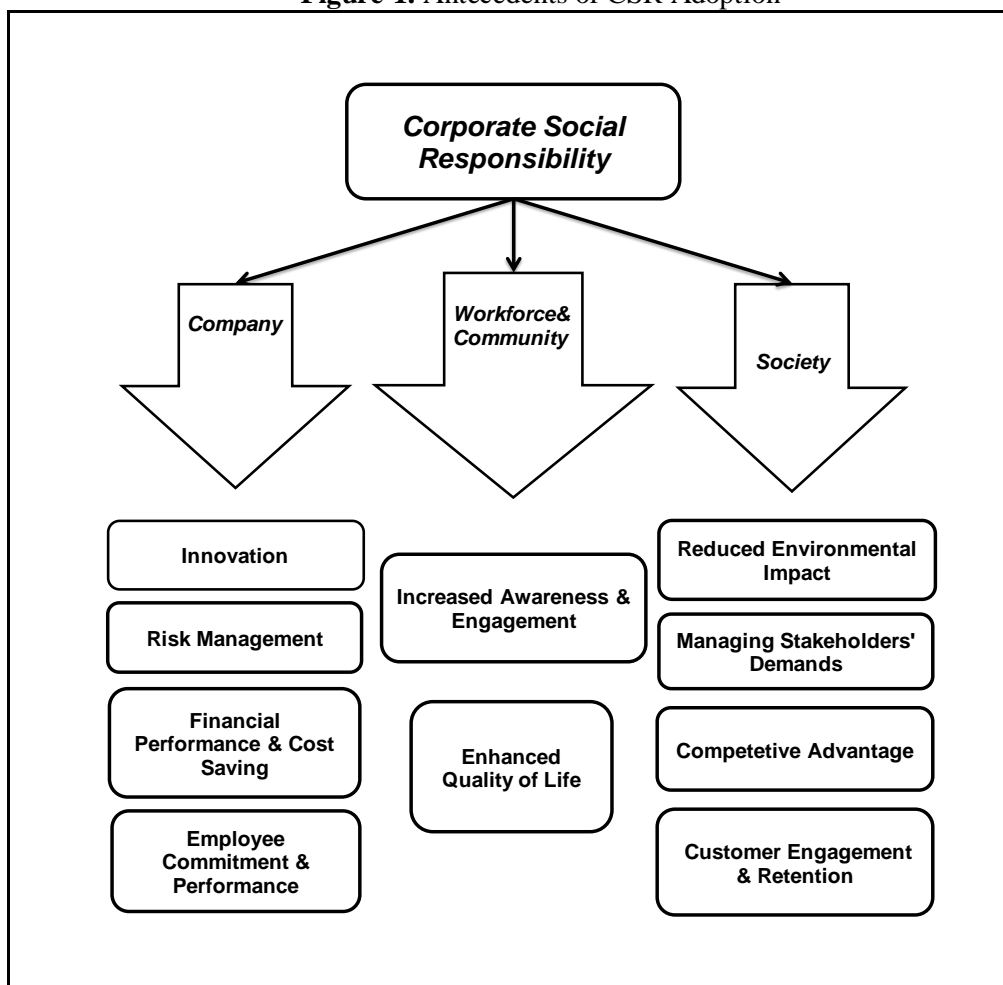 Figure 1. Antecedents of CSR Adoption
Corporate Social
Responsibility
Company
Workforce&
Community
Society
Innovation
Risk Management
Financial
Performance & Cost
Saving
Employee
Commitment &
Performance
Increased Awareness &
Engagement
Enhanced
Quality of Life
Reduced Environmental
Impact
Managing Stakeholders'
Demands
Competetive Advantage
Customer Engagement
& Retention